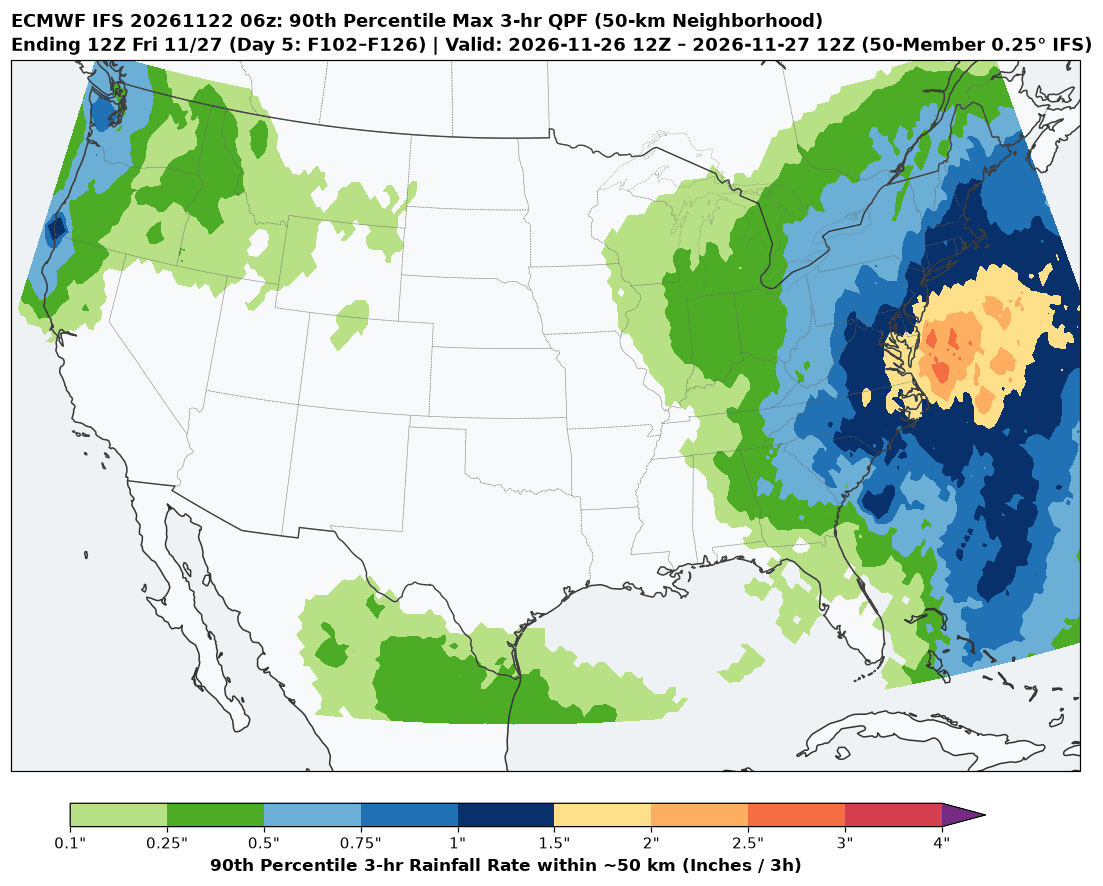 ECMWF IFS 20261122 06z: 90th Percentile Max 3-hr QPF (50-km Neighborhood)
Ending 12Z Fri 11/27 (Day 5: F102–F126) | Valid: 2026-11-26 12Z – 2026-11-27 12Z (50-Member 0.25° IFS)
0.1" 0.25" 0.5" 0.75" 1" 1.5" 2" 2.5" 3" 4"
90th Percentile 3-hr Rainfall Rate within ~50 km (Inches / 3h)